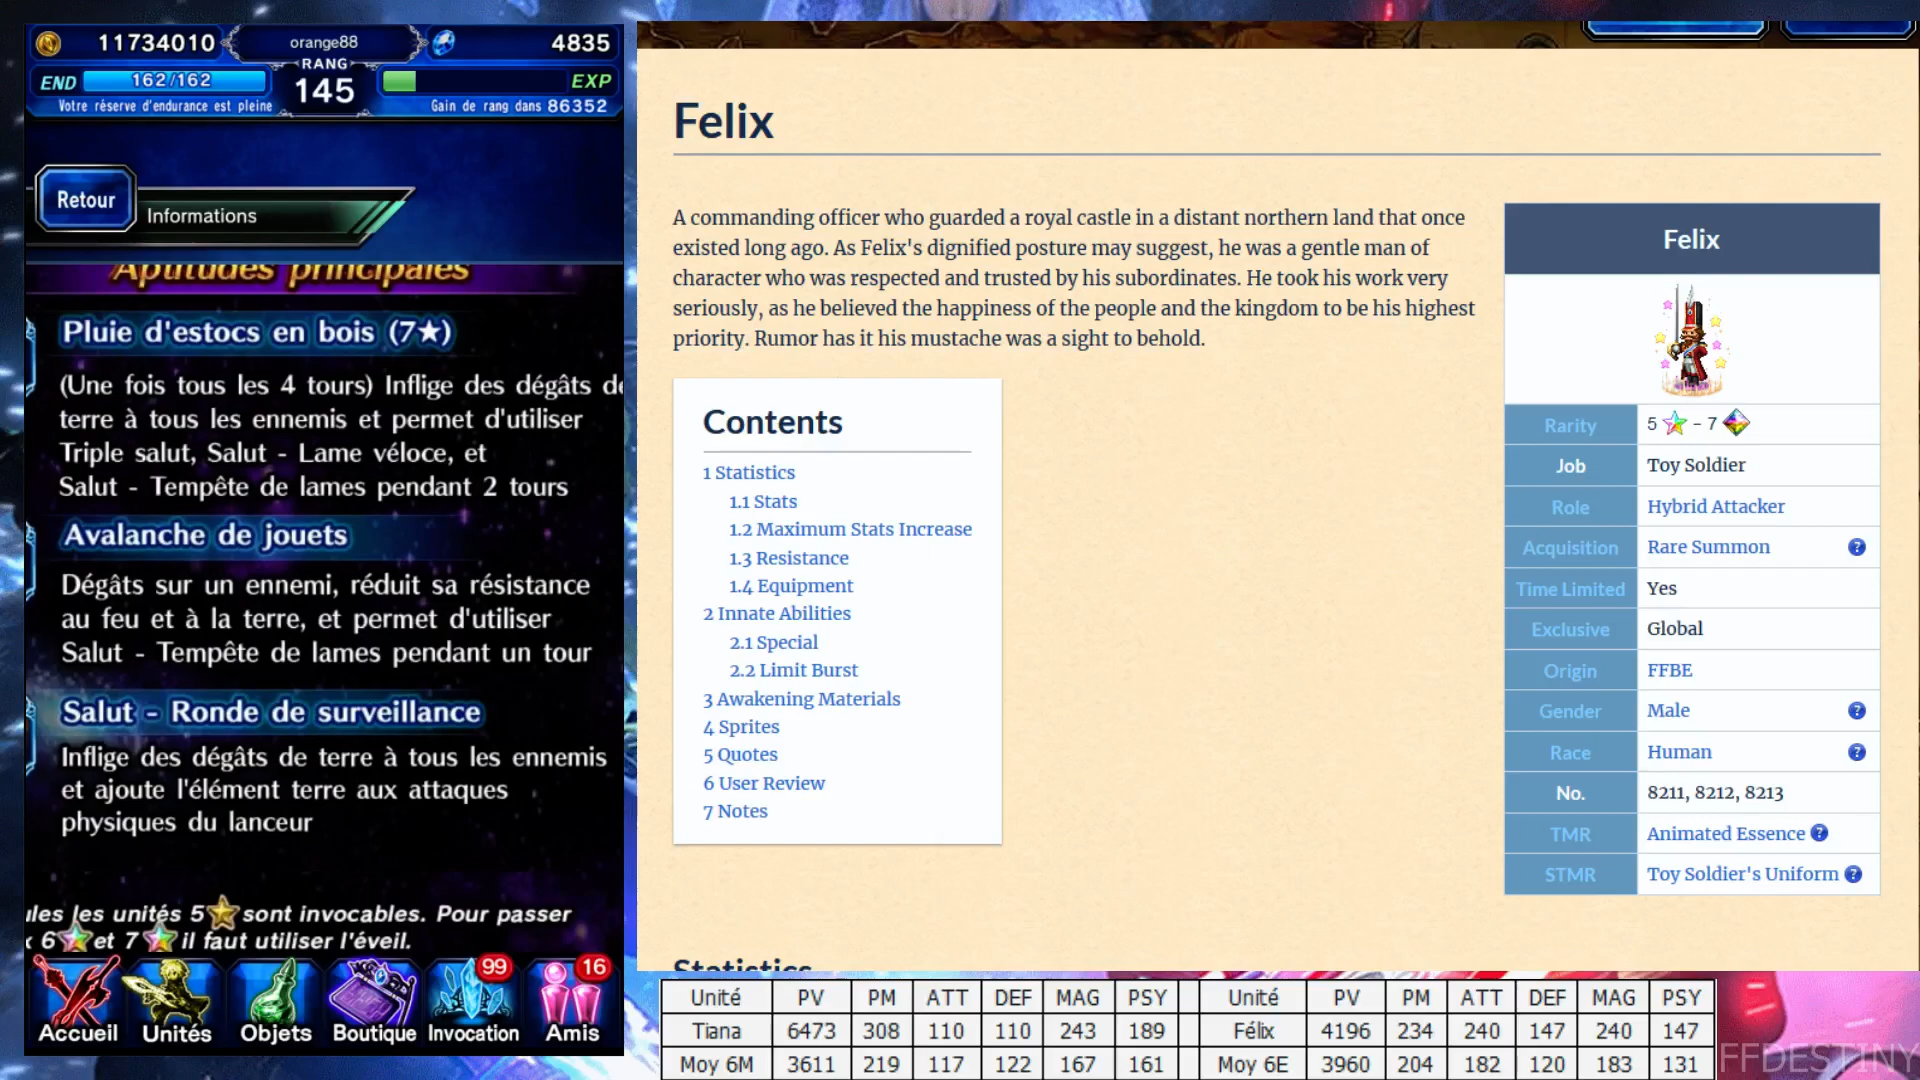 11734010
orange88
4835
RANG
145
END
162/162
EXP
Votre réserve d'endurance est pleine
Gain de rang dans 86352
Retour
Informations
Aptitudes principales
Pluie d'estocs en bois (7★)
(Une fois tous les 4 tours) Inflige des dégâts de
terre à tous les ennemis et permet d'utiliser
Triple salut, Salut - Lame véloce, et
Salut - Tempête de lames pendant 2 tours
Avalanche de jouets
Dégâts sur un ennemi, réduit sa résistance
au feu et à la terre, et permet d'utiliser
Salut - Tempête de lames pendant un tour
Salut - Ronde de surveillance
Inflige des dégâts de terre à tous les ennemis
et ajoute l'élément terre aux attaques
physiques du lanceur
les unités 5 sont invocables. Pour passer
6 et 7 il faut utiliser l'éveil.
99
16
Accueil
Unités
Objets
Boutique
Invocation
Amis
Felix
A commanding officer who guarded a royal castle in a distant northern land that once
existed long ago. As Felix's dignified posture may suggest, he was a gentle man of
character who was respected and trusted by his subordinates. He took his work very
seriously, as he believed the happiness of the people and the kingdom to be his highest
priority. Rumor has it his mustache was a sight to behold.
Contents
1 Statistics
1.1 Stats
1.2 Maximum Stats Increase
1.3 Resistance
1.4 Equipment
2 Innate Abilities
2.1 Special
2.2 Limit Burst
3 Awakening Materials
4 Sprites
5 Quotes
6 User Review
7 Notes
Felix
Rarity 5 - 7
Job Toy Soldier
Role Hybrid Attacker
Acquisition Rare Summon ?
Time Limited Yes
Exclusive Global
Origin FFBE
Gender Male ?
Race Human ?
No. 8211, 8212, 8213
TMR Animated Essence ?
STMR Toy Soldier's Uniform ?
Statistics
Unité PV PM ATT DEF MAG PSY Unité PV PM ATT DEF MAG PSY
Tiana 6473 308 110 110 243 189 Félix 4196 234 240 147 240 147
Moy 6M 3611 219 117 122 167 161 Moy 6E 3960 204 182 120 183 131
FFDESTINY